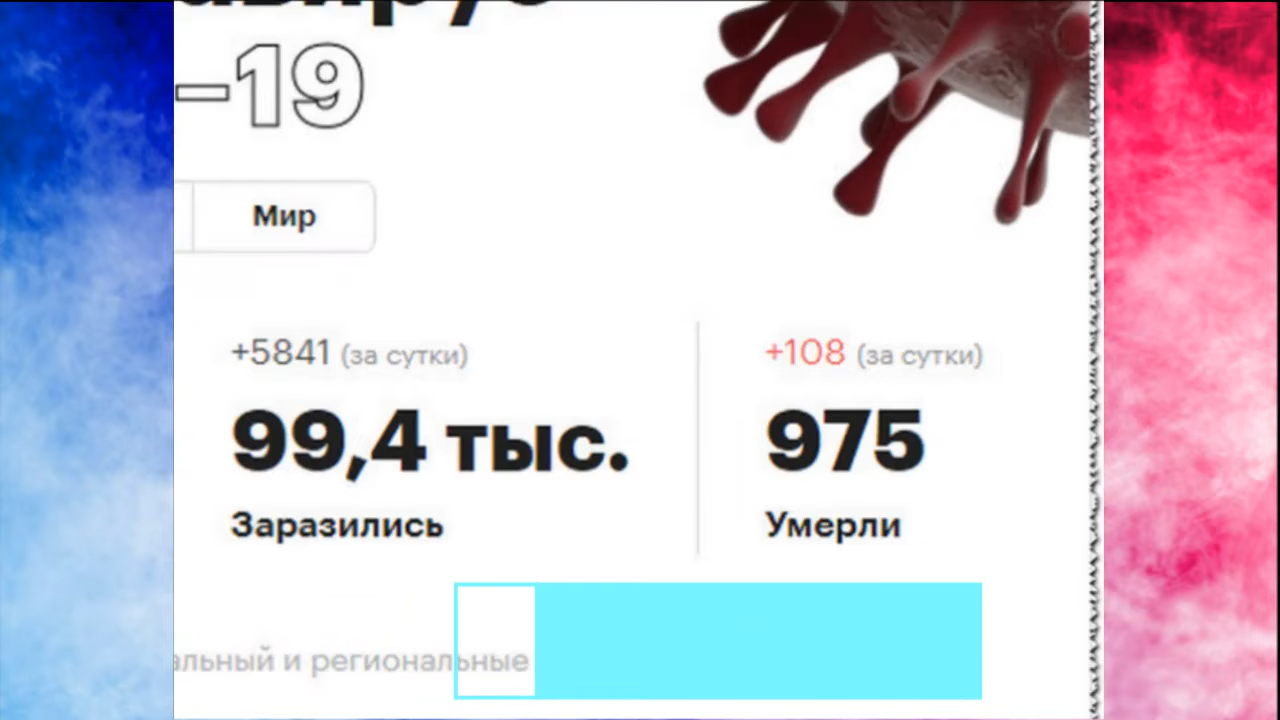 –19
Мир
+5841 (за сутки)
99,4 тыс.
Заразились
+108 (за сутки)
975
Умерли
альный и региональные